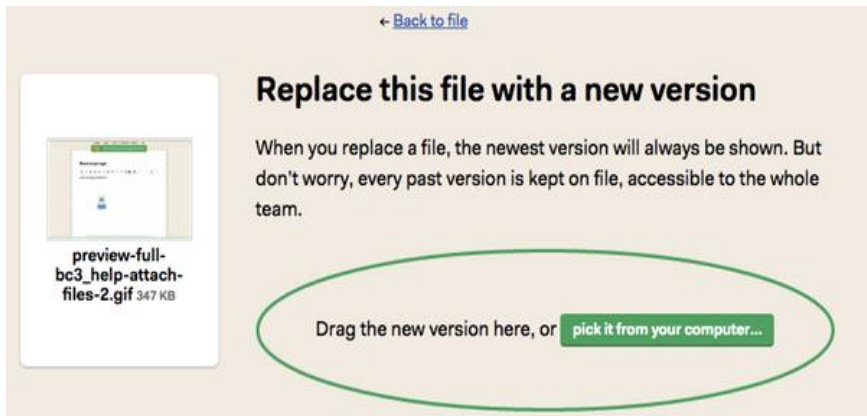 ← Back to file
Replace this file with a new version
When you replace a file, the newest version will always be shown. But
don't worry, every past version is kept on file, accessible to the whole
team.
preview-full-
bc3_help-attach-
files-2.gif 347 KB
Drag the new version here, or pick it from your computer...